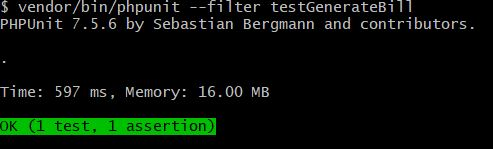 $ vendor/bin/phpunit --filter testGenerateBill
PHPUnit 7.5.6 by Sebastian Bergmann and contributors.
.
Time: 597 ms, Memory: 16.00 MB
OK (1 test, 1 assertion)